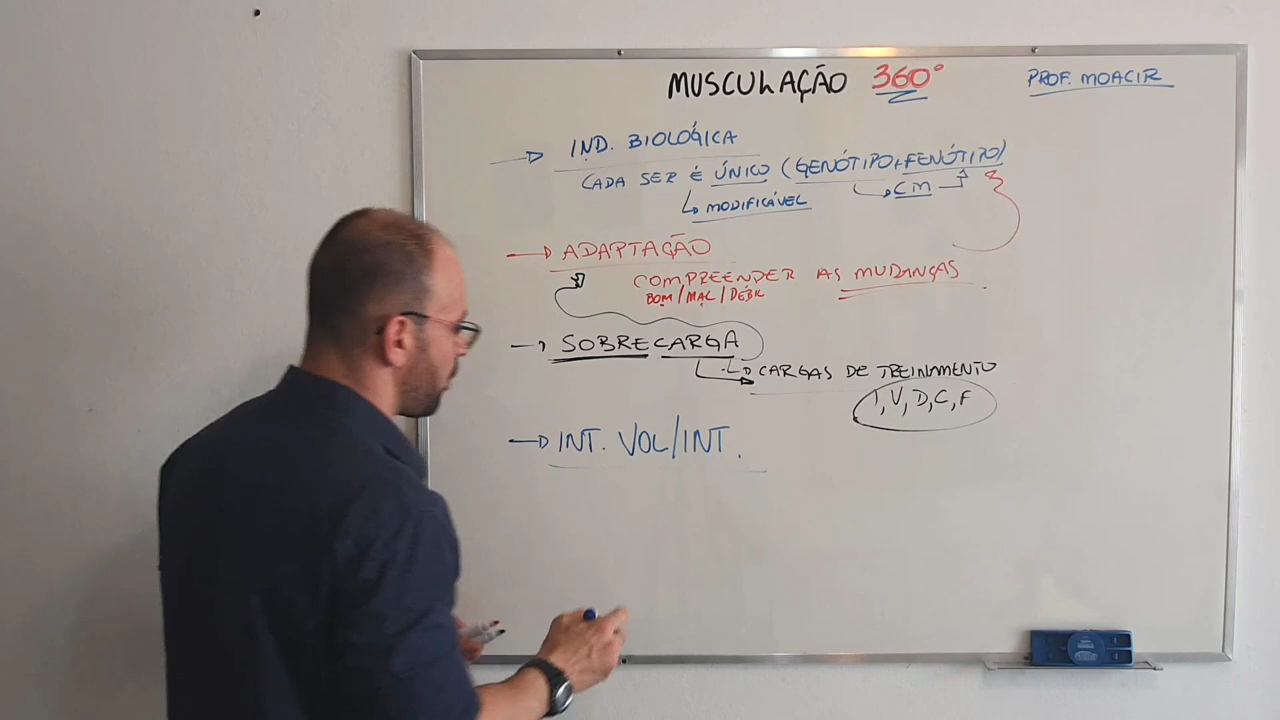 MUSCULAÇÃO 360°
PROF. MOACIR
IND. BIOLÓGICA
CADA SER É ÚNICO (GENÓTIPO+FENÓTIPO)
CM
MODIFICÁVEL
ADAPTAÇÃO
COMPREENDER AS MUDANÇAS
BOM/MAL/DÉBIL
SOBRECARGA
CARGAS DE TREINAMENTO
I, V, D, C, F
INT. VOL/INT.